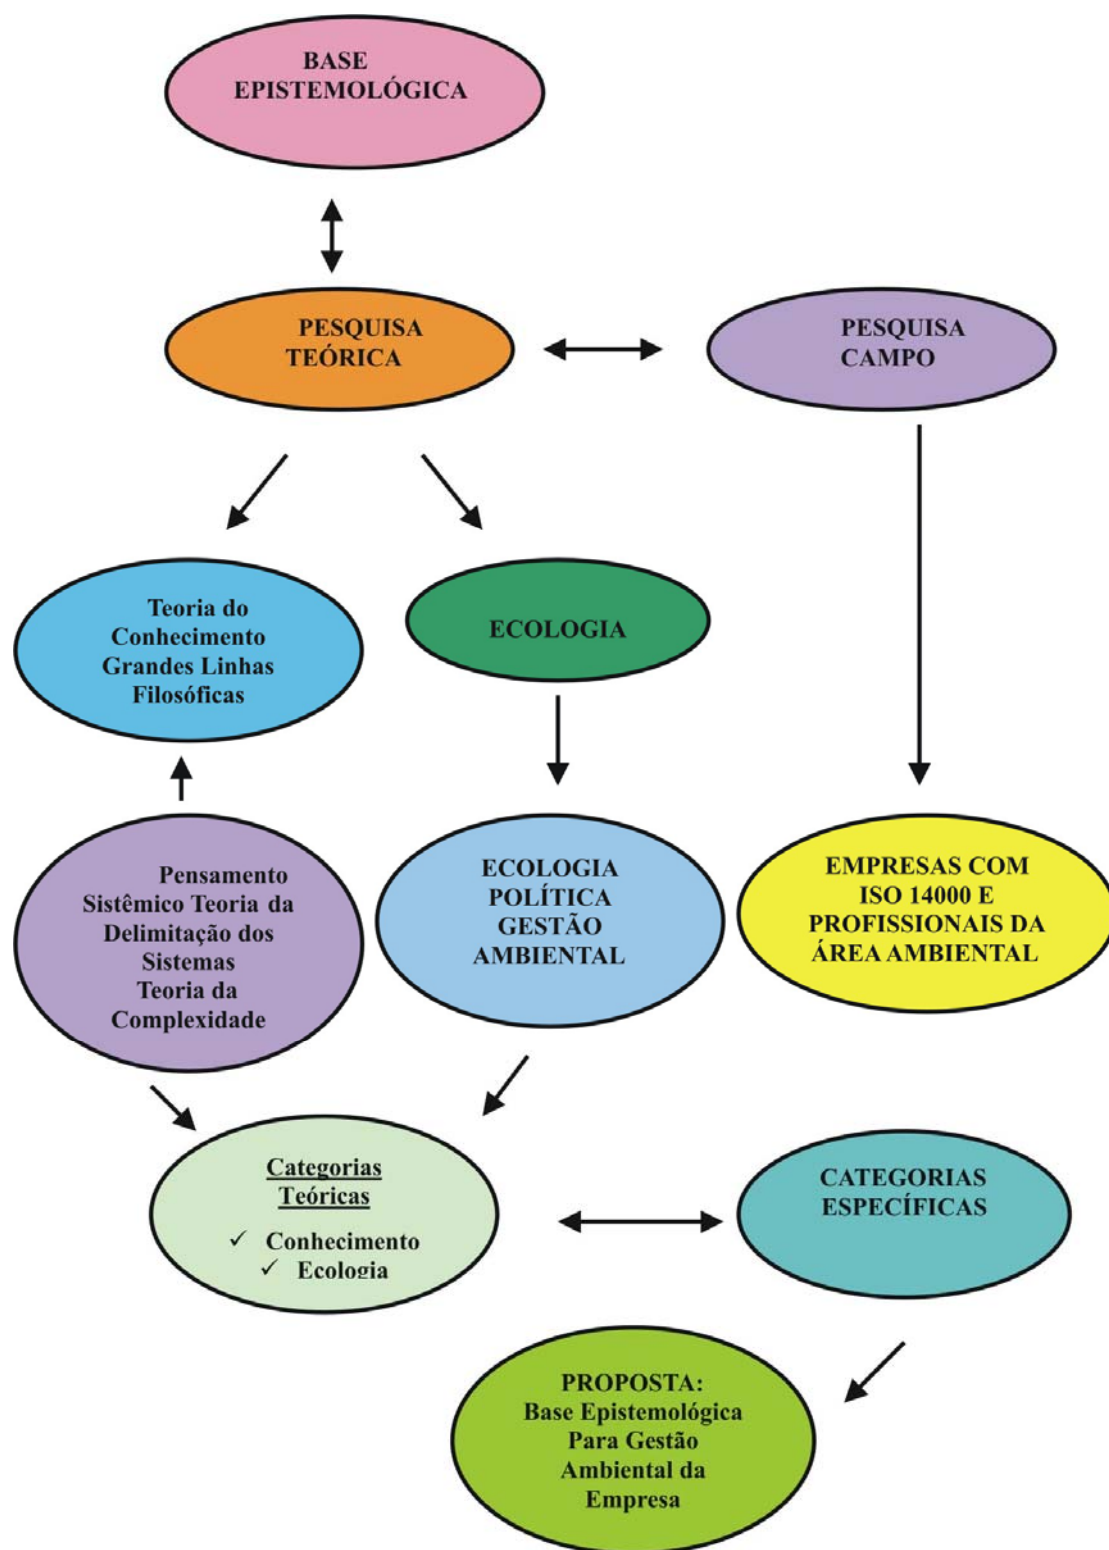 BASE
EPISTEMOLÓGICA
PESQUISA
TEÓRICA
PESQUISA
CAMPO
Teoria do
Conhecimento
Grandes Linhas
Filosóficas
ECOLOGIA
Pensamento
Sistêmico Teoria da
Delimitação dos
Sistemas
Teoria da
Complexidade
ECOLOGIA
POLÍTICA
GESTÃO
AMBIENTAL
EMPRESAS COM
ISO 14000 E
PROFISSIONAIS DA
ÁREA AMBIENTAL
Categorias
Teóricas
✓ Conhecimento
✓ Ecologia
CATEGORIAS
ESPECÍFICAS
PROPOSTA:
Base Epistemológica
Para Gestão
Ambiental da
Empresa